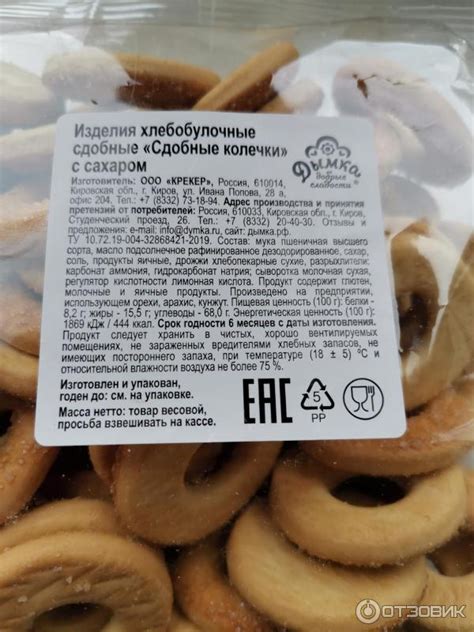 Изделия хлебобулочные
сдобные «Сдобные колечки»
с сахаром
Дымка
добрые
сладости
Изготовитель: ООО «КРЕКЕР», Россия, 610014,
Кировская обл., г. Киров, ул. Ивана Попова, 28 а,
офис 204. Тел.: +7 (8332) 73-18-94. Адрес производства и принятия
претензий от потребителей: Россия, 610033, Кировская обл., г. Киров,
Студенческий проезд, 26. Тел.: +7 (8332) 20-40-30. Отзывы и
предложения: e-mail: info@dymka.ru, сайт: дымка.рф.
ТУ 10.72.19-004-32868421-2019. Состав: мука пшеничная высшего
сорта, масло подсолнечное рафинированное дезодорированное, сахар,
соль, продукты яичные, дрожжи хлебопекарные сухие, разрыхлители:
карбонат аммония, гидрокарбонат натрия; сыворотка молочная сухая,
регулятор кислотности лимонная кислота. Продукт содержит глютен,
молочные и яичные продукты. Произведено на предприятии,
использующем орехи, арахис, кунжут. Пищевая ценность (100 г): белки -
8,2 г; жиры - 15,5 г; углеводы - 68,0 г. Энергетическая ценность (100 г):
1869 кДж / 444 ккал. Срок годности 6 месяцев с даты изготовления.
Продукт следует хранить в чистых, хорошо вентилируемых
помещениях, не зараженных вредителями хлебных запасов, не
имеющих постороннего запаха, при температуре (18 ± 5) °С и
относительной влажности воздуха не более 75 %.
Изготовлен и упакован,
годен до: см. на упаковке.
Масса нетто: товар весовой,
просьба взвешивать на кассе.
ЕАС
5
PP
ОТЗОВИК